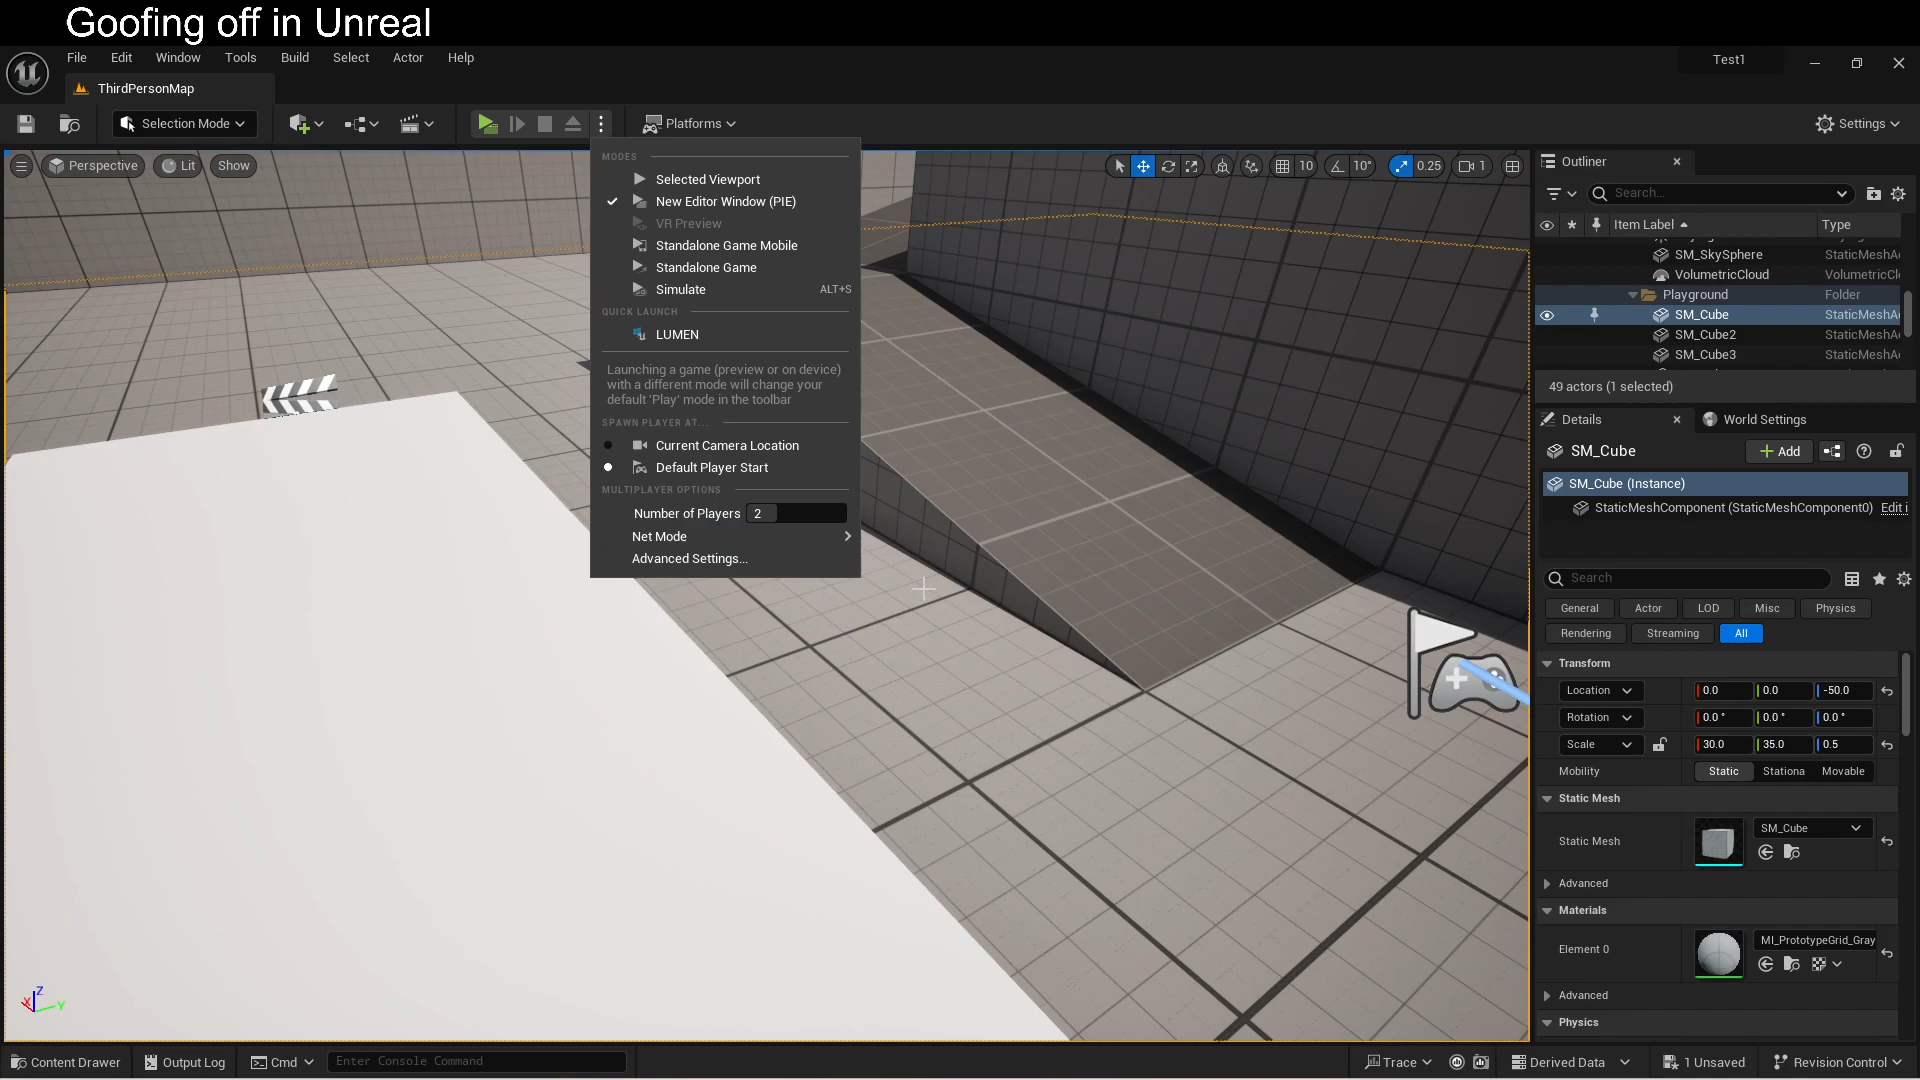 Goofing off in Unreal
File Edit Window Tools Build Select Actor Help
Test1
ThirdPersonMap
Selection Mode
Platforms
Settings
Perspective
Lit
Show
10
10°
0.25
1
MODES
Selected Viewport
New Editor Window (PIE)
VR Preview
Standalone Game Mobile
Standalone Game
Simulate ALT+S
QUICK LAUNCH
LUMEN
Launching a game (preview or on device)
with a different mode will change your
default 'Play' mode in the toolbar
SPAWN PLAYER AT...
Current Camera Location
Default Player Start
MULTIPLAYER OPTIONS
Number of Players 2
Net Mode
Advanced Settings...
Outliner
Search...
Item Label Type
SM_SkySphere StaticMeshA
VolumetricCloud VolumetricCl
Playground Folder
SM_Cube StaticMeshA
SM_Cube2 StaticMeshA
SM_Cube3 StaticMeshA
49 actors (1 selected)
Details World Settings
SM_Cube Add
SM_Cube (Instance)
StaticMeshComponent (StaticMeshComponent0) Edit i
Search
General Actor LOD Misc Physics
Rendering Streaming All
Transform
Location 0.0 0.0 -50.0
Rotation 0.0 ° 0.0 ° 0.0 °
Scale 30.0 35.0 0.5
Mobility Static Stationa Movable
Static Mesh
Static Mesh SM_Cube
Advanced
Materials
Element 0 MI_PrototypeGrid_Gray
Advanced
Physics
X Y Z
Content Drawer Output Log Cmd Enter Console Command Trace Derived Data 1 Unsaved Revision Control